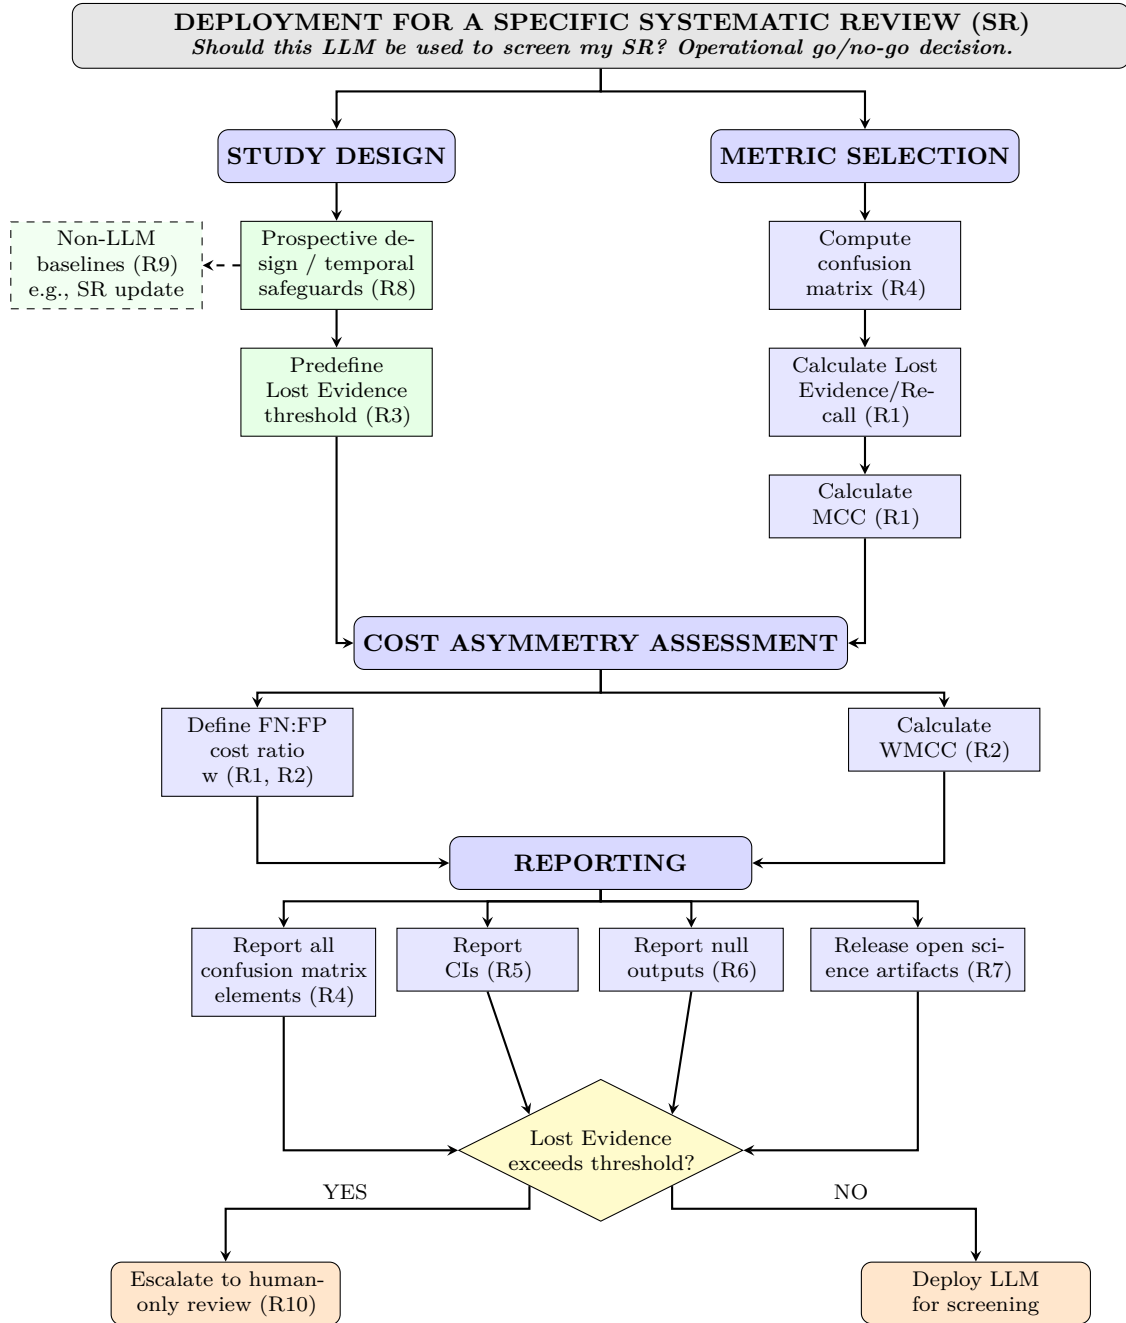 DEPLOYMENT FOR A SPECIFIC SYSTEMATIC REVIEW (SR)
Should this LLM be used to screen my SR? Operational go/no-go decision.
STUDY DESIGN
METRIC SELECTION
Non-LLM
baselines (R9)
e.g., SR update
Prospective de-
sign / temporal
safeguards (R8)
Compute
confusion
matrix (R4)
Predefine
Lost Evidence
threshold (R3)
Calculate Lost
Evidence/Re-
call (R1)
Calculate
MCC (R1)
COST ASYMMETRY ASSESSMENT
Define FN:FP
cost ratio
w (R1, R2)
Calculate
WMCC (R2)
REPORTING
Report all
confusion matrix
elements (R4)
Report
CIs (R5)
Report null
outputs (R6)
Release open sci-
ence artifacts (R7)
Lost Evidence
exceeds threshold?
YES
NO
Escalate to human-
only review (R10)
Deploy LLM
for screening